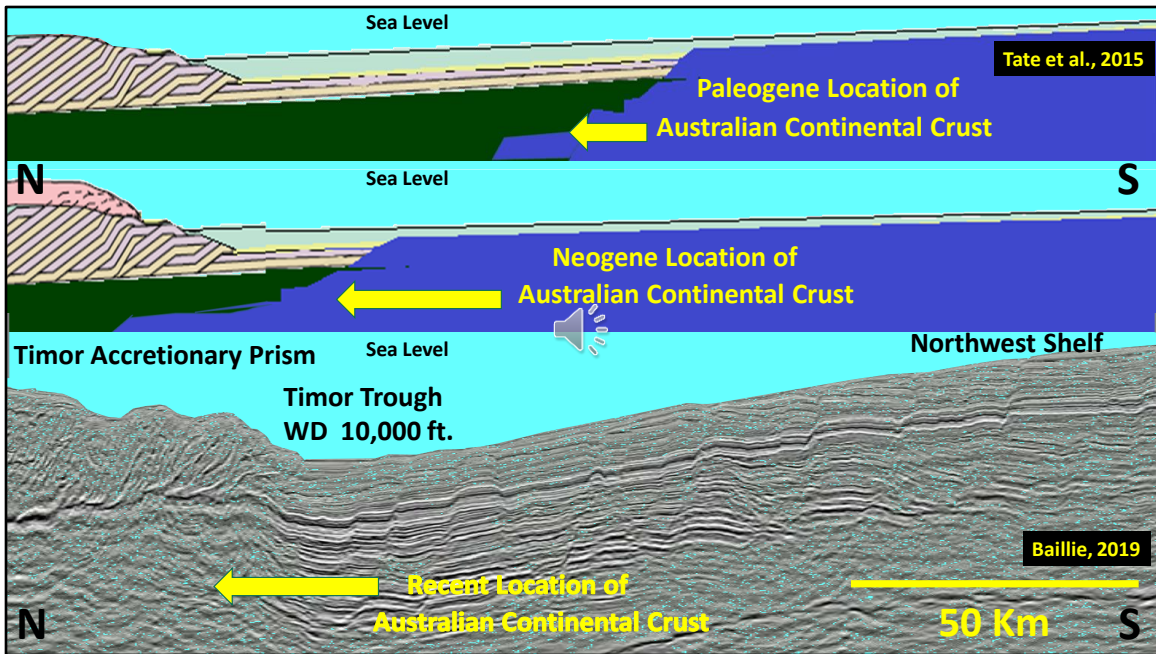 Sea Level
Tate et al., 2015
Paleogene Location of
Australian Continental Crust
N
S
Sea Level
Neogene Location of
Australian Continental Crust
Timor Accretionary Prism
Sea Level
Northwest Shelf
Timor Trough
WD 10,000 ft.
Baillie, 2019
Recent Location of
Australian Continental Crust
N
50 Km
S